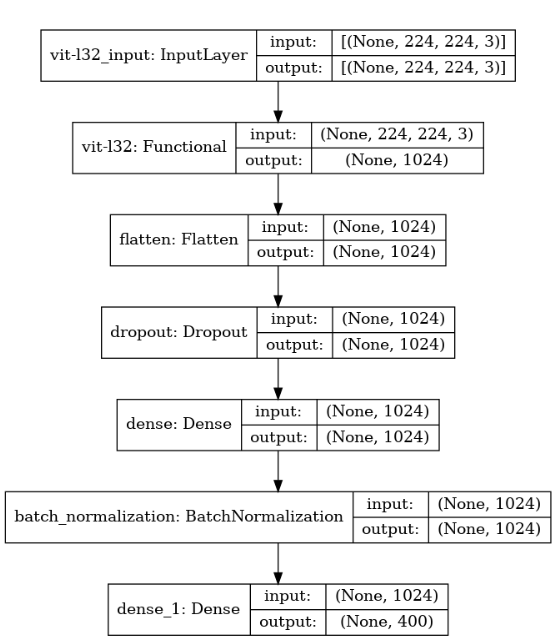 vit-l32_input: InputLayer input: [(None, 224, 224, 3)]
output: [(None, 224, 224, 3)]
vit-l32: Functional input: (None, 224, 224, 3)
output: (None, 1024)
flatten: Flatten input: (None, 1024)
output: (None, 1024)
dropout: Dropout input: (None, 1024)
output: (None, 1024)
dense: Dense input: (None, 1024)
output: (None, 1024)
batch_normalization: BatchNormalization input: (None, 1024)
output: (None, 1024)
dense_1: Dense input: (None, 1024)
output: (None, 400)